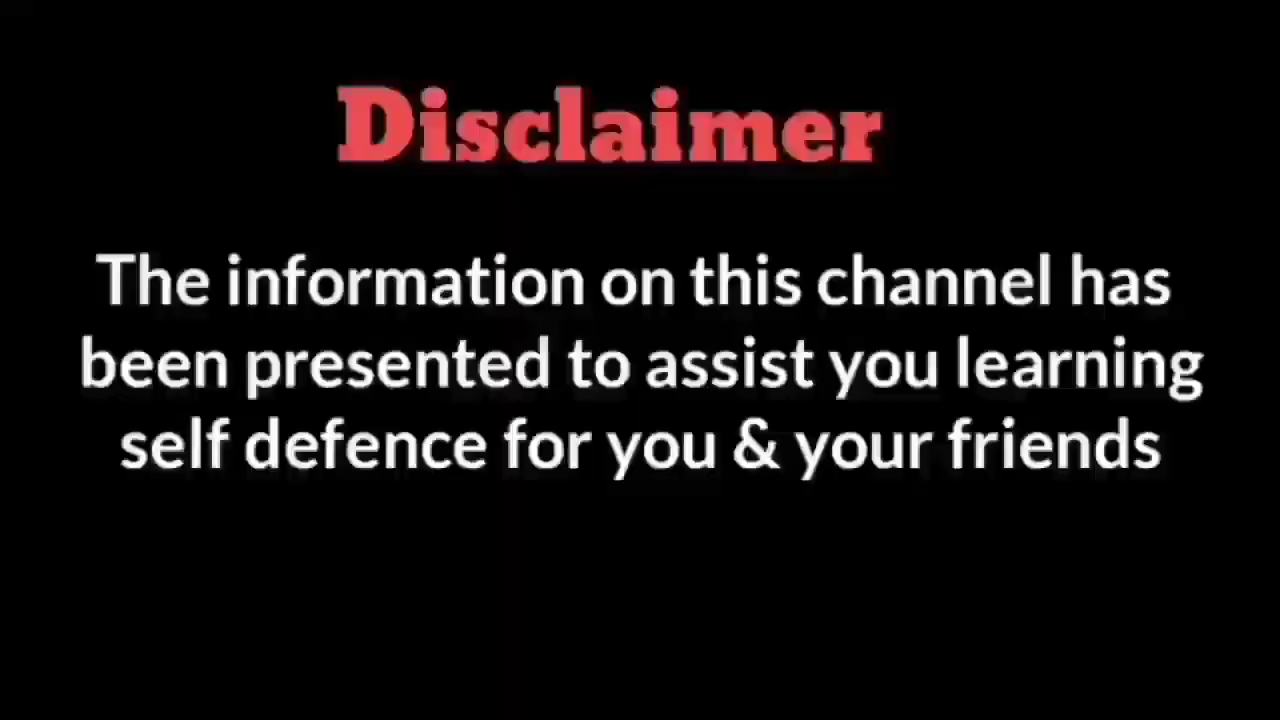 Disclaimer
The information on this channel has
been presented to assist you learning
self defence for you & your friends